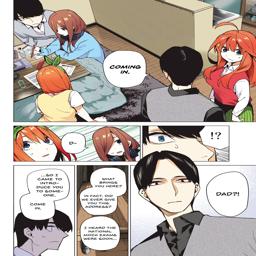 COMING
IN.
D-
!?
...SO I
CAME TO
INTRO-
DUCE YOU
TO SOME-
ONE.
COME
IN.
WHAT
BRINGS
YOU HERE?
IN FACT, DID
WE EVER GIVE
YOU THIS
ADDRESS?
I HEARD THE
NATIONAL
MOCK EXAMS
WERE SOON...
DAD?!